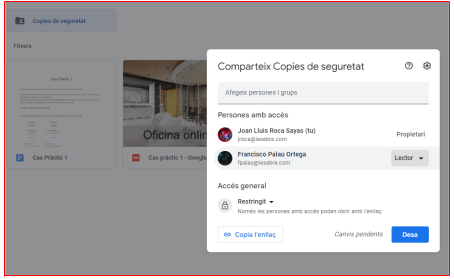 Copies de seguretat
Fitxers
Cas Pràctic 1
Oficina onlin
Cas Pràctic 1
Cas pràctic 1 - Google
Comparteix Copies de seguretat
Afegeix persones i grups
Persones amb accés
Joan Lluis Roca Sayas (tu)
jroca@iesebre.com
Propietari
Francisco Palau Ortega
fpalau@iesebre.com
Lector
Accés general
Restringit
Només les persones amb accés poden obrir amb l'enllaç
Copia l'enllaç
Canvis pendents
Desa